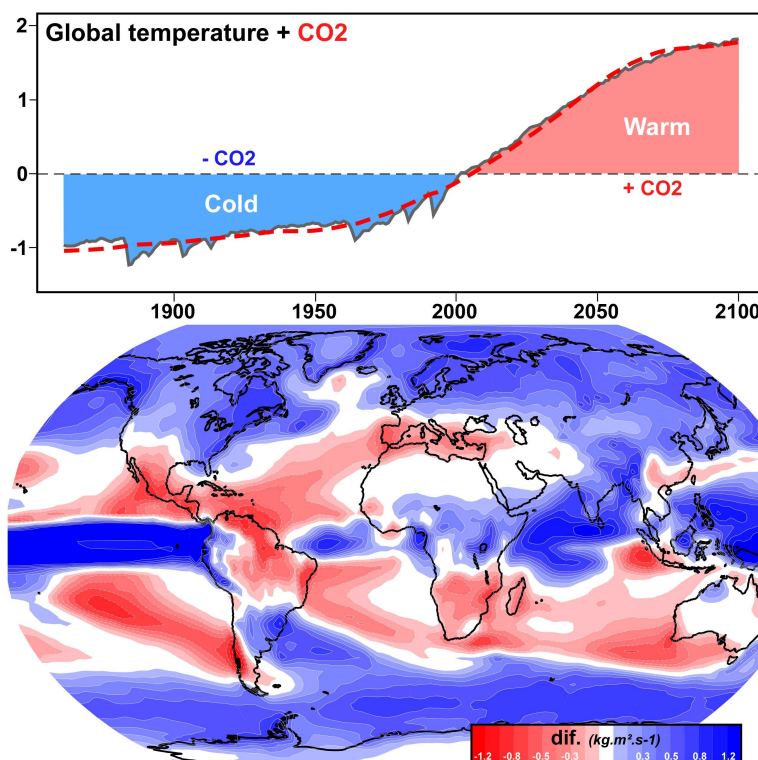 Global temperature + CO2
2
1
0
-1
- CO2
Cold
Warm
+ CO2
1900 1950 2000 2050 2100
dif. (kg.m².s-1)
-1.2 -0.8 -0.5 -0.3 0.3 0.5 0.8 1.2